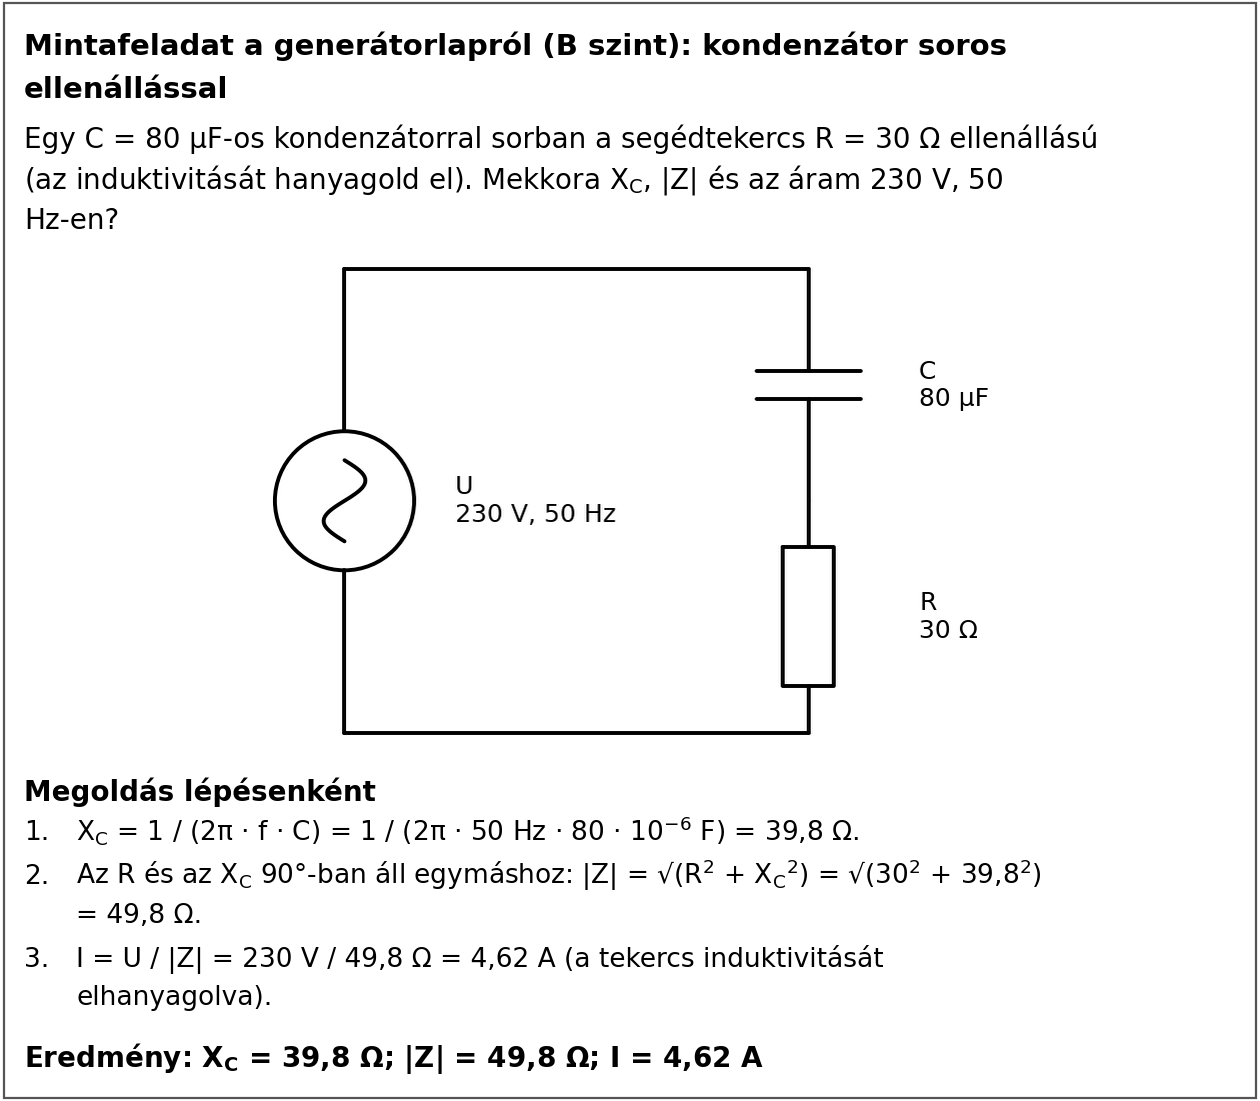 Mintafeladat a generátorlapról (B szint): kondenzátor soros
ellenállással
Egy C = 80 µF-os kondenzátorral sorban a segédtekercs R = 30 Ω ellenállású
(az induktivitását hanyagold el). Mekkora X_C, |Z| és az áram 230 V, 50
Hz-en?
C
80 µF
U
230 V, 50 Hz
R
30 Ω
Megoldás lépésenként
1. X_C = 1 / (2π · f · C) = 1 / (2π · 50 Hz · 80 · 10⁻⁶ F) = 39,8 Ω.
2. Az R és az X_C 90°-ban áll egymáshoz: |Z| = √(R² + X_C²) = √(30² + 39,8²)
= 49,8 Ω.
3. I = U / |Z| = 230 V / 49,8 Ω = 4,62 A (a tekercs induktivitását
elhanyagolva).
Eredmény: X_C = 39,8 Ω; |Z| = 49,8 Ω; I = 4,62 A